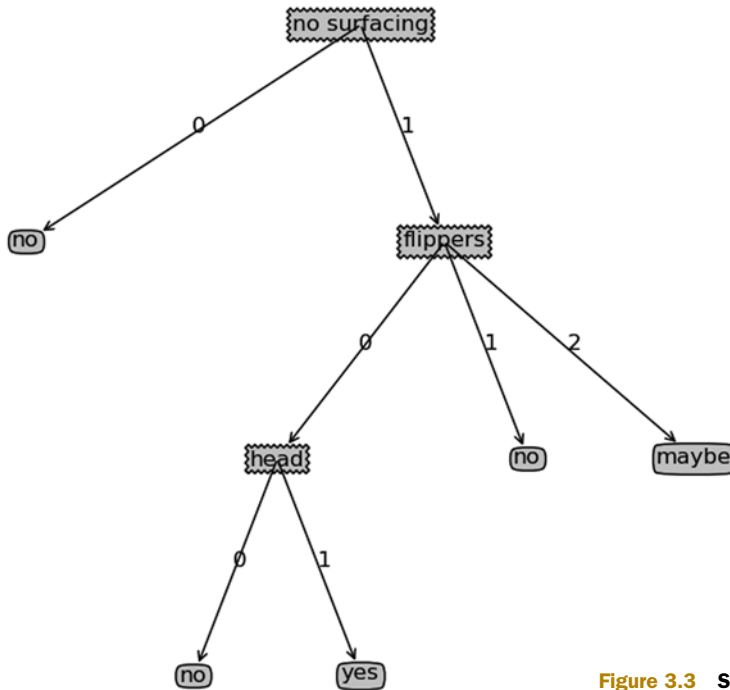 no surfacing
0
1
no
flippers
0
1
2
head
no
maybe
0
1
no
yes
Figure 3.3 S